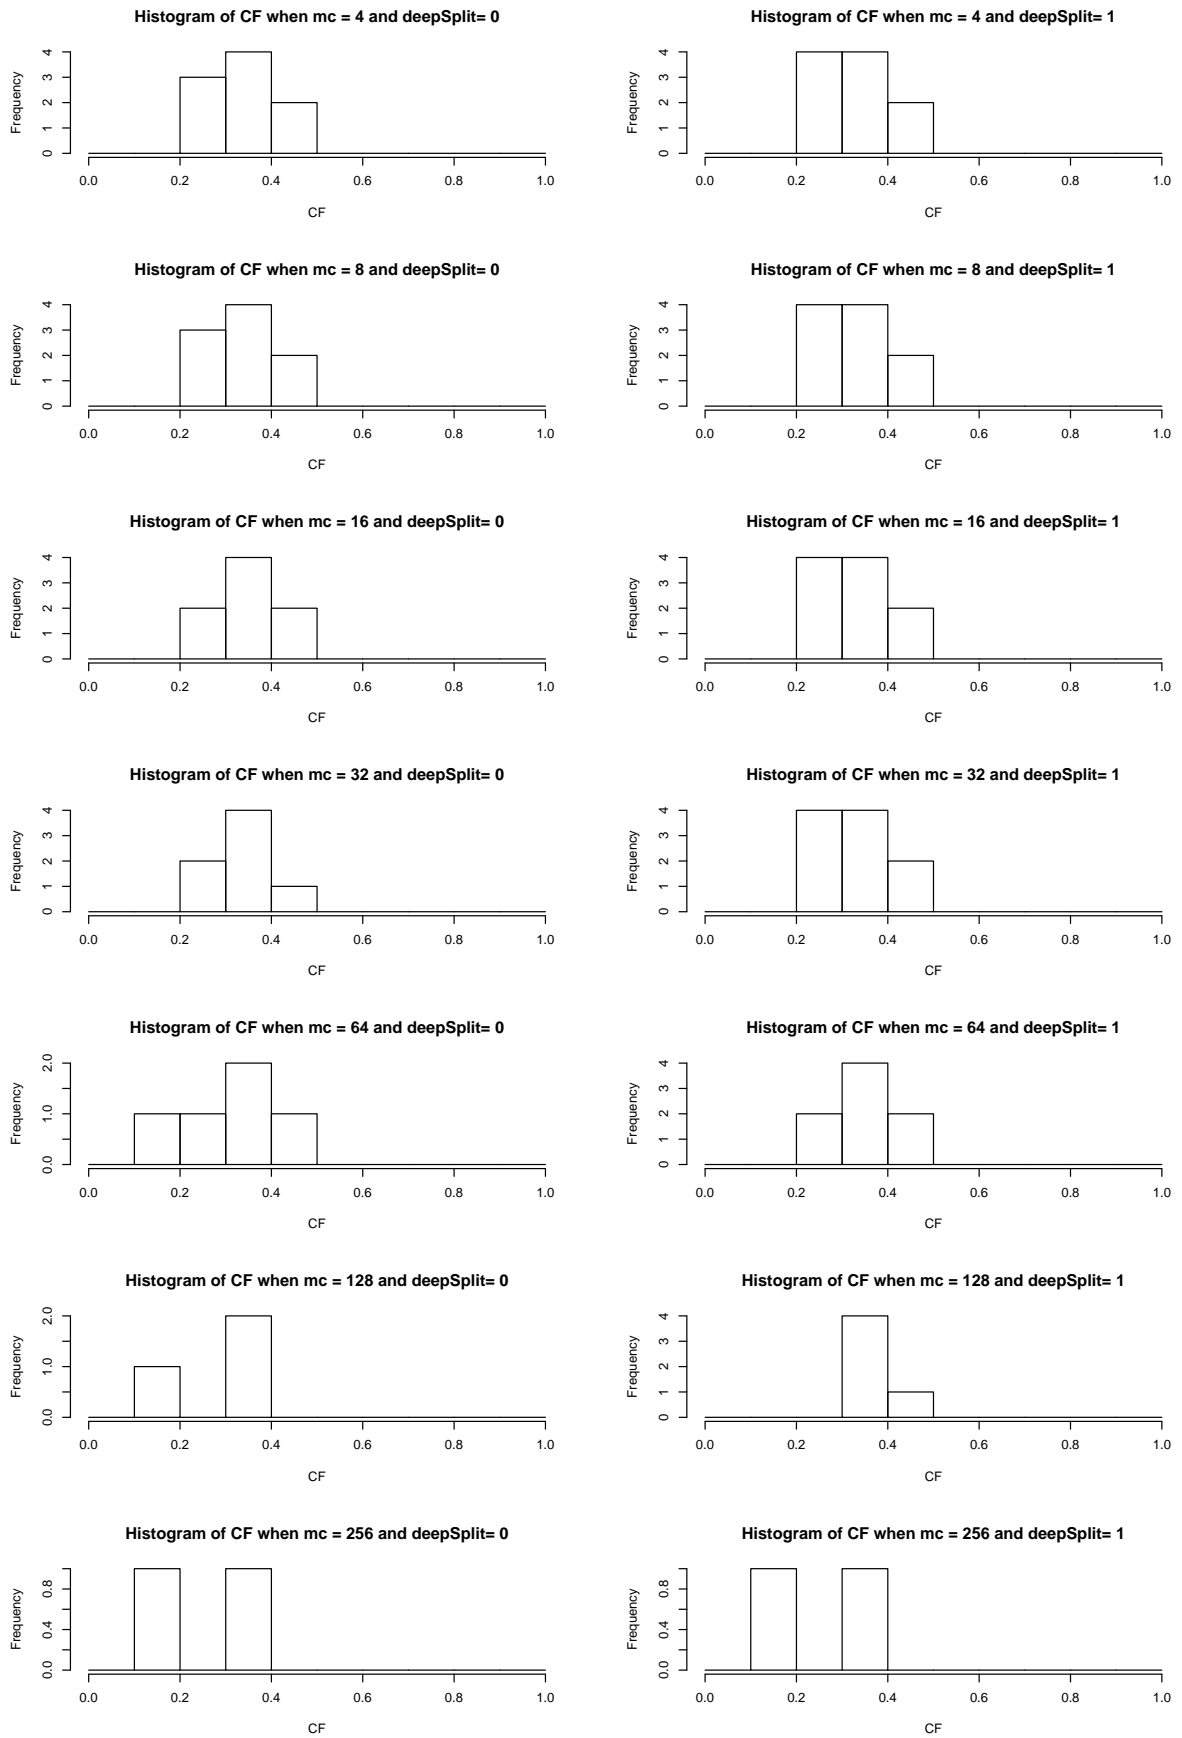 Histogram of CF when mc = 4 and deepSplit= 0
Frequency
4
3
2
1
0
0.0 0.2 0.4 0.6 0.8 1.0
CF
Histogram of CF when mc = 4 and deepSplit= 1
Frequency
4
3
2
1
0
0.0 0.2 0.4 0.6 0.8 1.0
CF
Histogram of CF when mc = 8 and deepSplit= 0
Frequency
4
3
2
1
0
0.0 0.2 0.4 0.6 0.8 1.0
CF
Histogram of CF when mc = 8 and deepSplit= 1
Frequency
4
3
2
1
0
0.0 0.2 0.4 0.6 0.8 1.0
CF
Histogram of CF when mc = 16 and deepSplit= 0
Frequency
4
3
2
1
0
0.0 0.2 0.4 0.6 0.8 1.0
CF
Histogram of CF when mc = 16 and deepSplit= 1
Frequency
4
3
2
1
0
0.0 0.2 0.4 0.6 0.8 1.0
CF
Histogram of CF when mc = 32 and deepSplit= 0
Frequency
4
3
2
1
0
0.0 0.2 0.4 0.6 0.8 1.0
CF
Histogram of CF when mc = 32 and deepSplit= 1
Frequency
4
3
2
1
0
0.0 0.2 0.4 0.6 0.8 1.0
CF
Histogram of CF when mc = 64 and deepSplit= 0
Frequency
2.0
1.0
0.0
0.0 0.2 0.4 0.6 0.8 1.0
CF
Histogram of CF when mc = 64 and deepSplit= 1
Frequency
4
3
2
1
0
0.0 0.2 0.4 0.6 0.8 1.0
CF
Histogram of CF when mc = 128 and deepSplit= 0
Frequency
2.0
1.0
0.0
0.0 0.2 0.4 0.6 0.8 1.0
CF
Histogram of CF when mc = 128 and deepSplit= 1
Frequency
4
3
2
1
0
0.0 0.2 0.4 0.6 0.8 1.0
CF
Histogram of CF when mc = 256 and deepSplit= 0
Frequency
0.8
0.4
0.0
0.0 0.2 0.4 0.6 0.8 1.0
CF
Histogram of CF when mc = 256 and deepSplit= 1
Frequency
0.8
0.4
0.0
0.0 0.2 0.4 0.6 0.8 1.0
CF